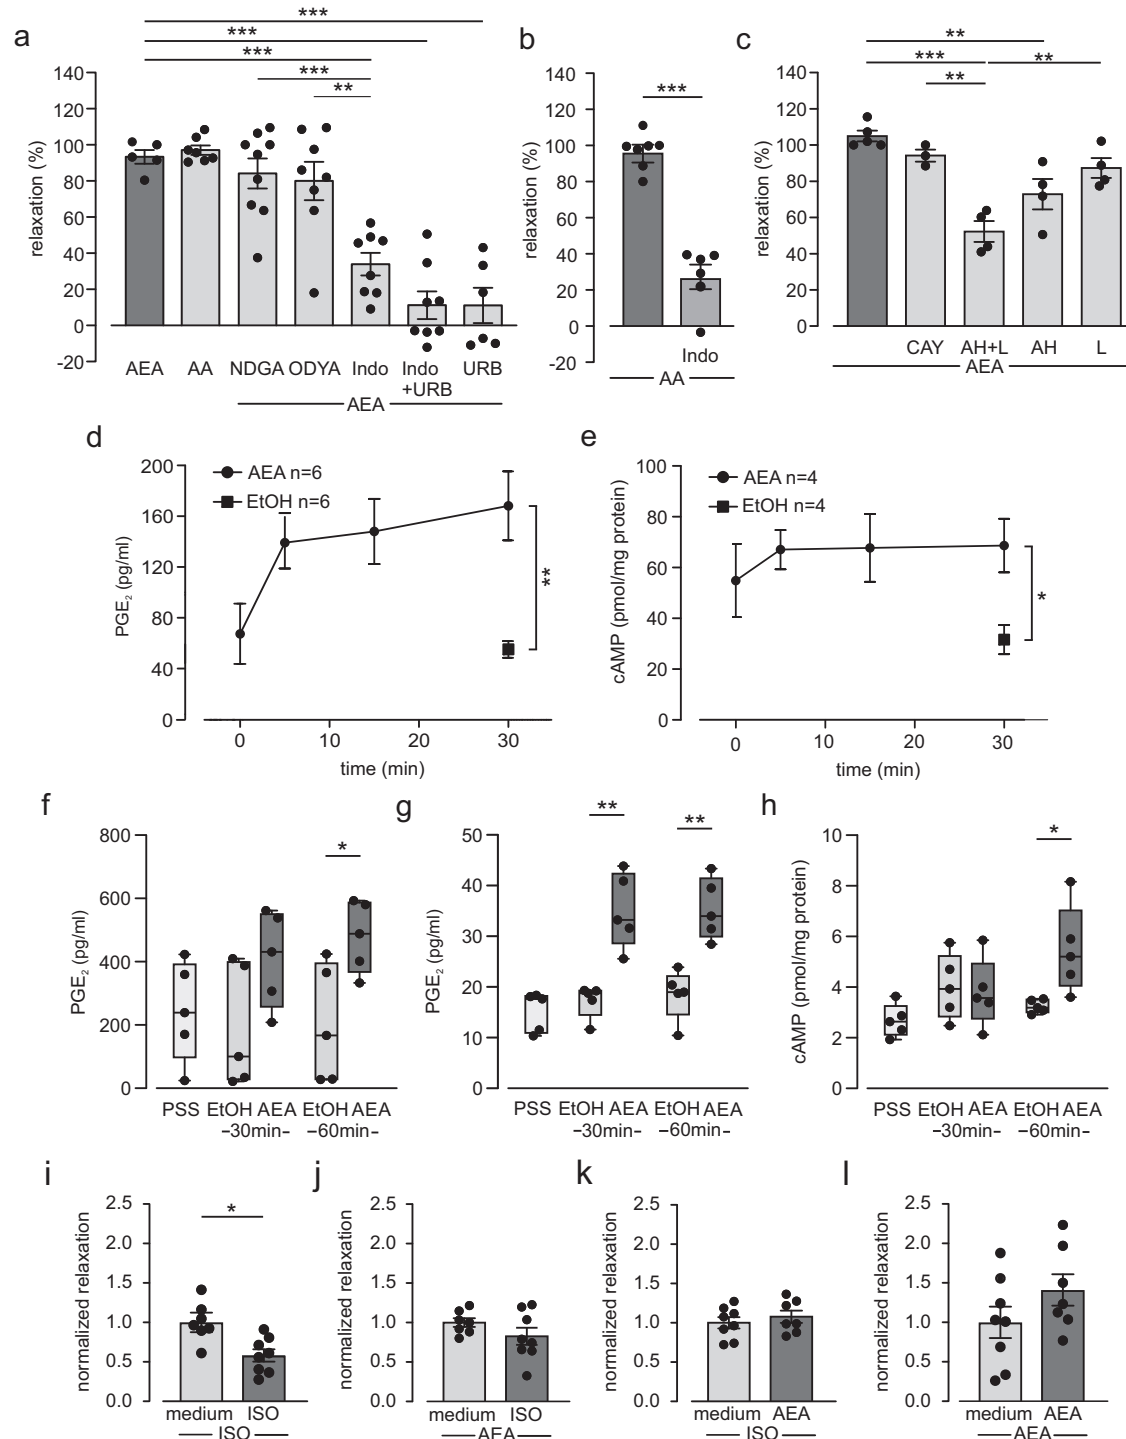 a
***
***
***
***
**
relaxation (%)
140
120
100
80
60
40
20
0
-20
AEA AA NDGA ODYA Indo Indo URB
+URB
AEA
b
***
relaxation (%)
140
120
100
80
60
40
20
0
-20
Indo
AA
c
**
***
**
**
relaxation (%)
140
120
100
80
60
40
20
0
CAY AH+L AH L
AEA
d
PGE₂ (pg/ml)
200
160
120
80
40
0
AEA n=6
EtOH n=6
**
0 10 20 30
time (min)
e
cAMP (pmol/mg protein)
100
80
60
40
20
0
AEA n=4
EtOH n=4
*
0 10 20 30
time (min)
f
PGE₂ (pg/ml)
800
600
400
200
0
*
PSS EtOH AEA EtOH AEA
–30min– –60min–
g
PGE₂ (pg/ml)
50
40
30
20
10
0
**
**
PSS EtOH AEA EtOH AEA
–30min– –60min–
h
cAMP (pmol/mg protein)
10
8
6
4
2
0
*
PSS EtOH AEA EtOH AEA
–30min– –60min–
i
normalized relaxation
2.5
2.0
1.5
1.0
0.5
0.0
*
medium ISO
ISO
j
normalized relaxation
2.5
2.0
1.5
1.0
0.5
0.0
medium ISO
AEA
k
normalized relaxation
2.5
2.0
1.5
1.0
0.5
0.0
medium AEA
ISO
l
normalized relaxation
2.5
2.0
1.5
1.0
0.5
0.0
medium AEA
AEA